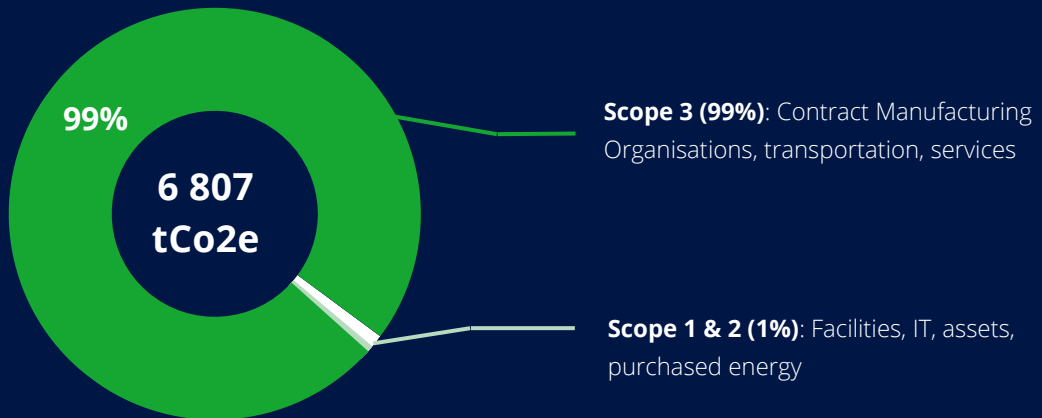 99%
6 807
tCo2e
Scope 3 (99%): Contract Manufacturing
Organisations, transportation, services
Scope 1 & 2 (1%): Facilities, IT, assets,
purchased energy